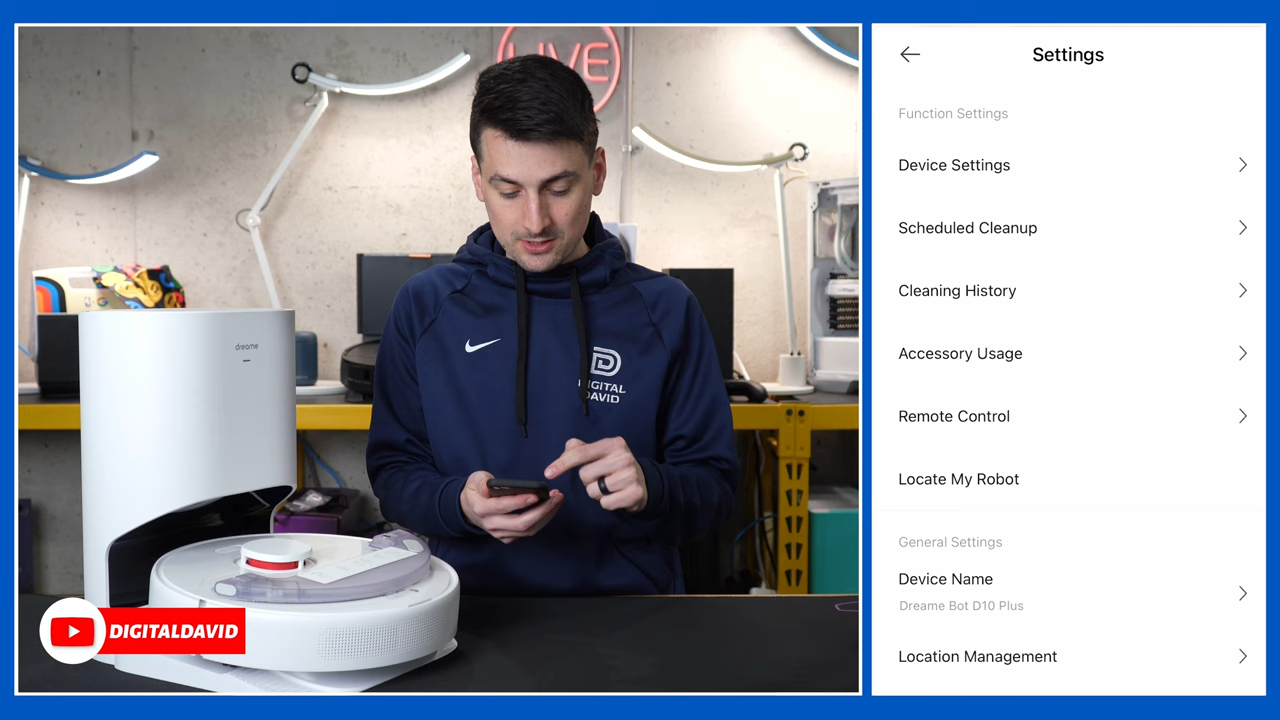 LIVE
dreame
DIGITAL
DAVID
DIGITALDAVID
Settings
Function Settings
Device Settings
Scheduled Cleanup
Cleaning History
Accessory Usage
Remote Control
Locate My Robot
General Settings
Device Name
Dreame Bot D10 Plus
Location Management